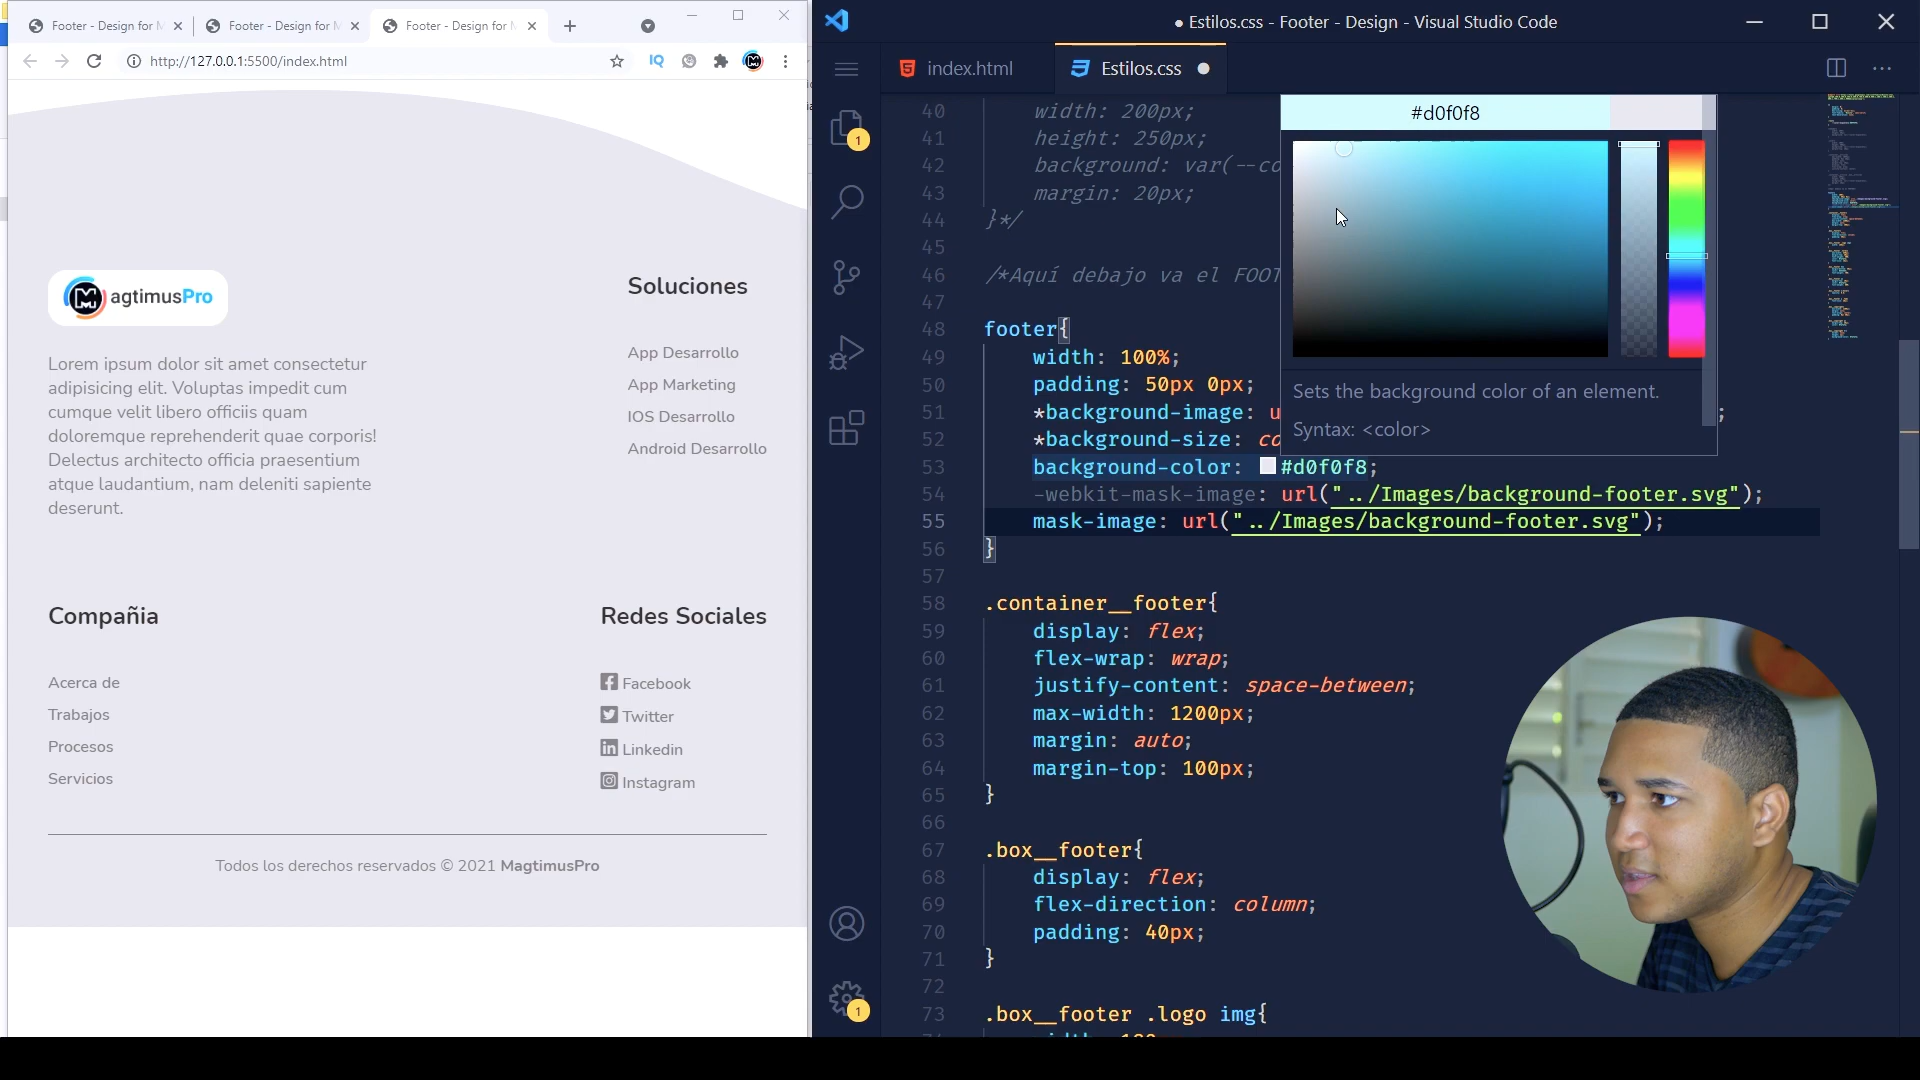 Footer - Design for M
Footer - Design for M
Footer - Design for M
http://127.0.0.1:5500/index.html
IQ
agtimusPro
Lorem ipsum dolor sit amet consectetur
adipisicing elit. Voluptas impedit cum
cumque velit libero officiis quam
doloremque reprehenderit quae corporis!
Delectus architecto officia praesentium
atque laudantium, nam deleniti sapiente
deserunt.
Soluciones
App Desarrollo
App Marketing
IOS Desarrollo
Android Desarrollo
Compañia
Acerca de
Trabajos
Procesos
Servicios
Redes Sociales
Facebook
Twitter
Linkedin
Instagram
Todos los derechos reservados © 2021 MagtimusPro
● Estilos.css - Footer - Design - Visual Studio Code
index.html
Estilos.css
1
1
#d0f0f8
Sets the background color of an element.
Syntax: <color>
40 width: 200px;
41 height: 250px;
42 background: var(--co
43 margin: 20px;
44 }*/
45
46 /*Aquí debajo va el FOOT
47
48 footer{
49 width: 100%;
50 padding: 50px 0px;
51 *background-image: u ;
52 *background-size: co
53 background-color: #d0f0f8;
54 -webkit-mask-image: url("../Images/background-footer.svg");
55 mask-image: url("../Images/background-footer.svg");
56 }
57
58 .container__footer{
59 display: flex;
60 flex-wrap: wrap;
61 justify-content: space-between;
62 max-width: 1200px;
63 margin: auto;
64 margin-top: 100px;
65 }
66
67 .box__footer{
68 display: flex;
69 flex-direction: column;
70 padding: 40px;
71 }
72
73 .box__footer .logo img{